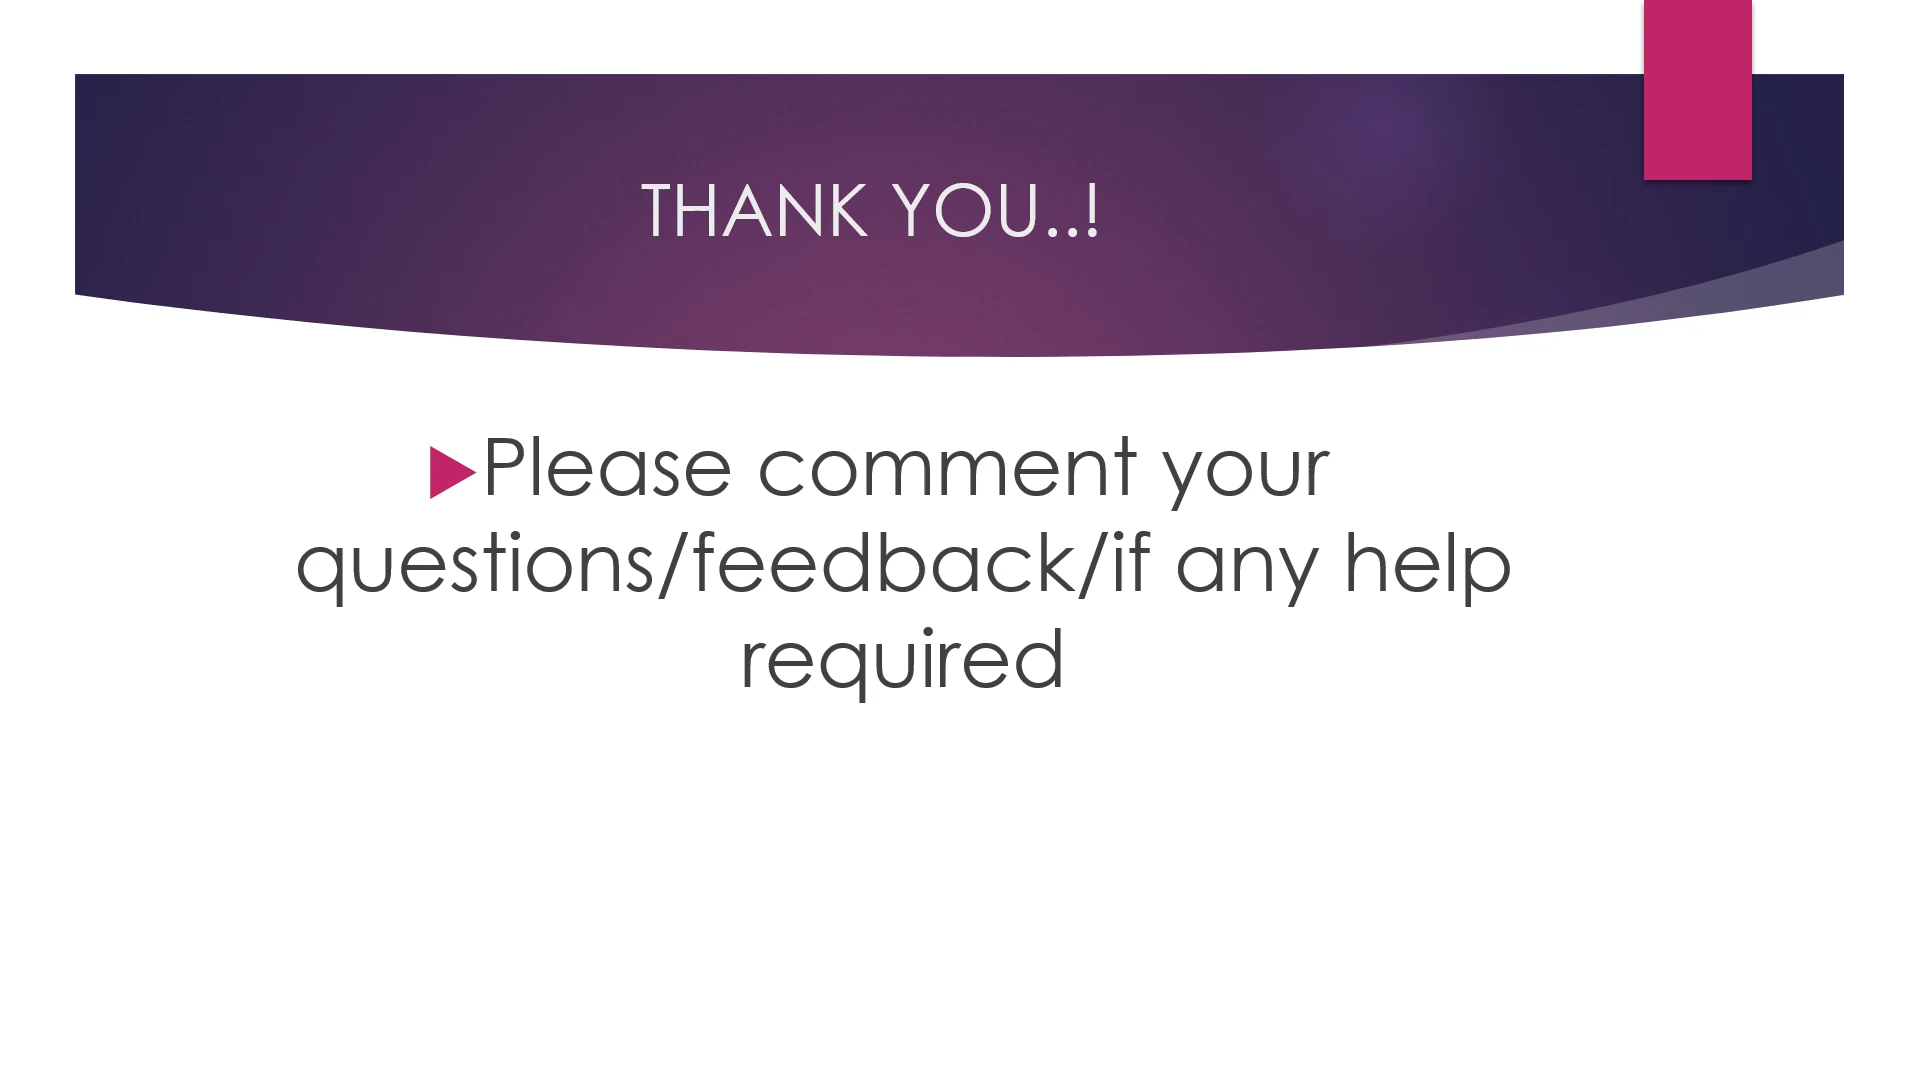 THANK YOU..!
Please comment your
questions/feedback/if any help
required